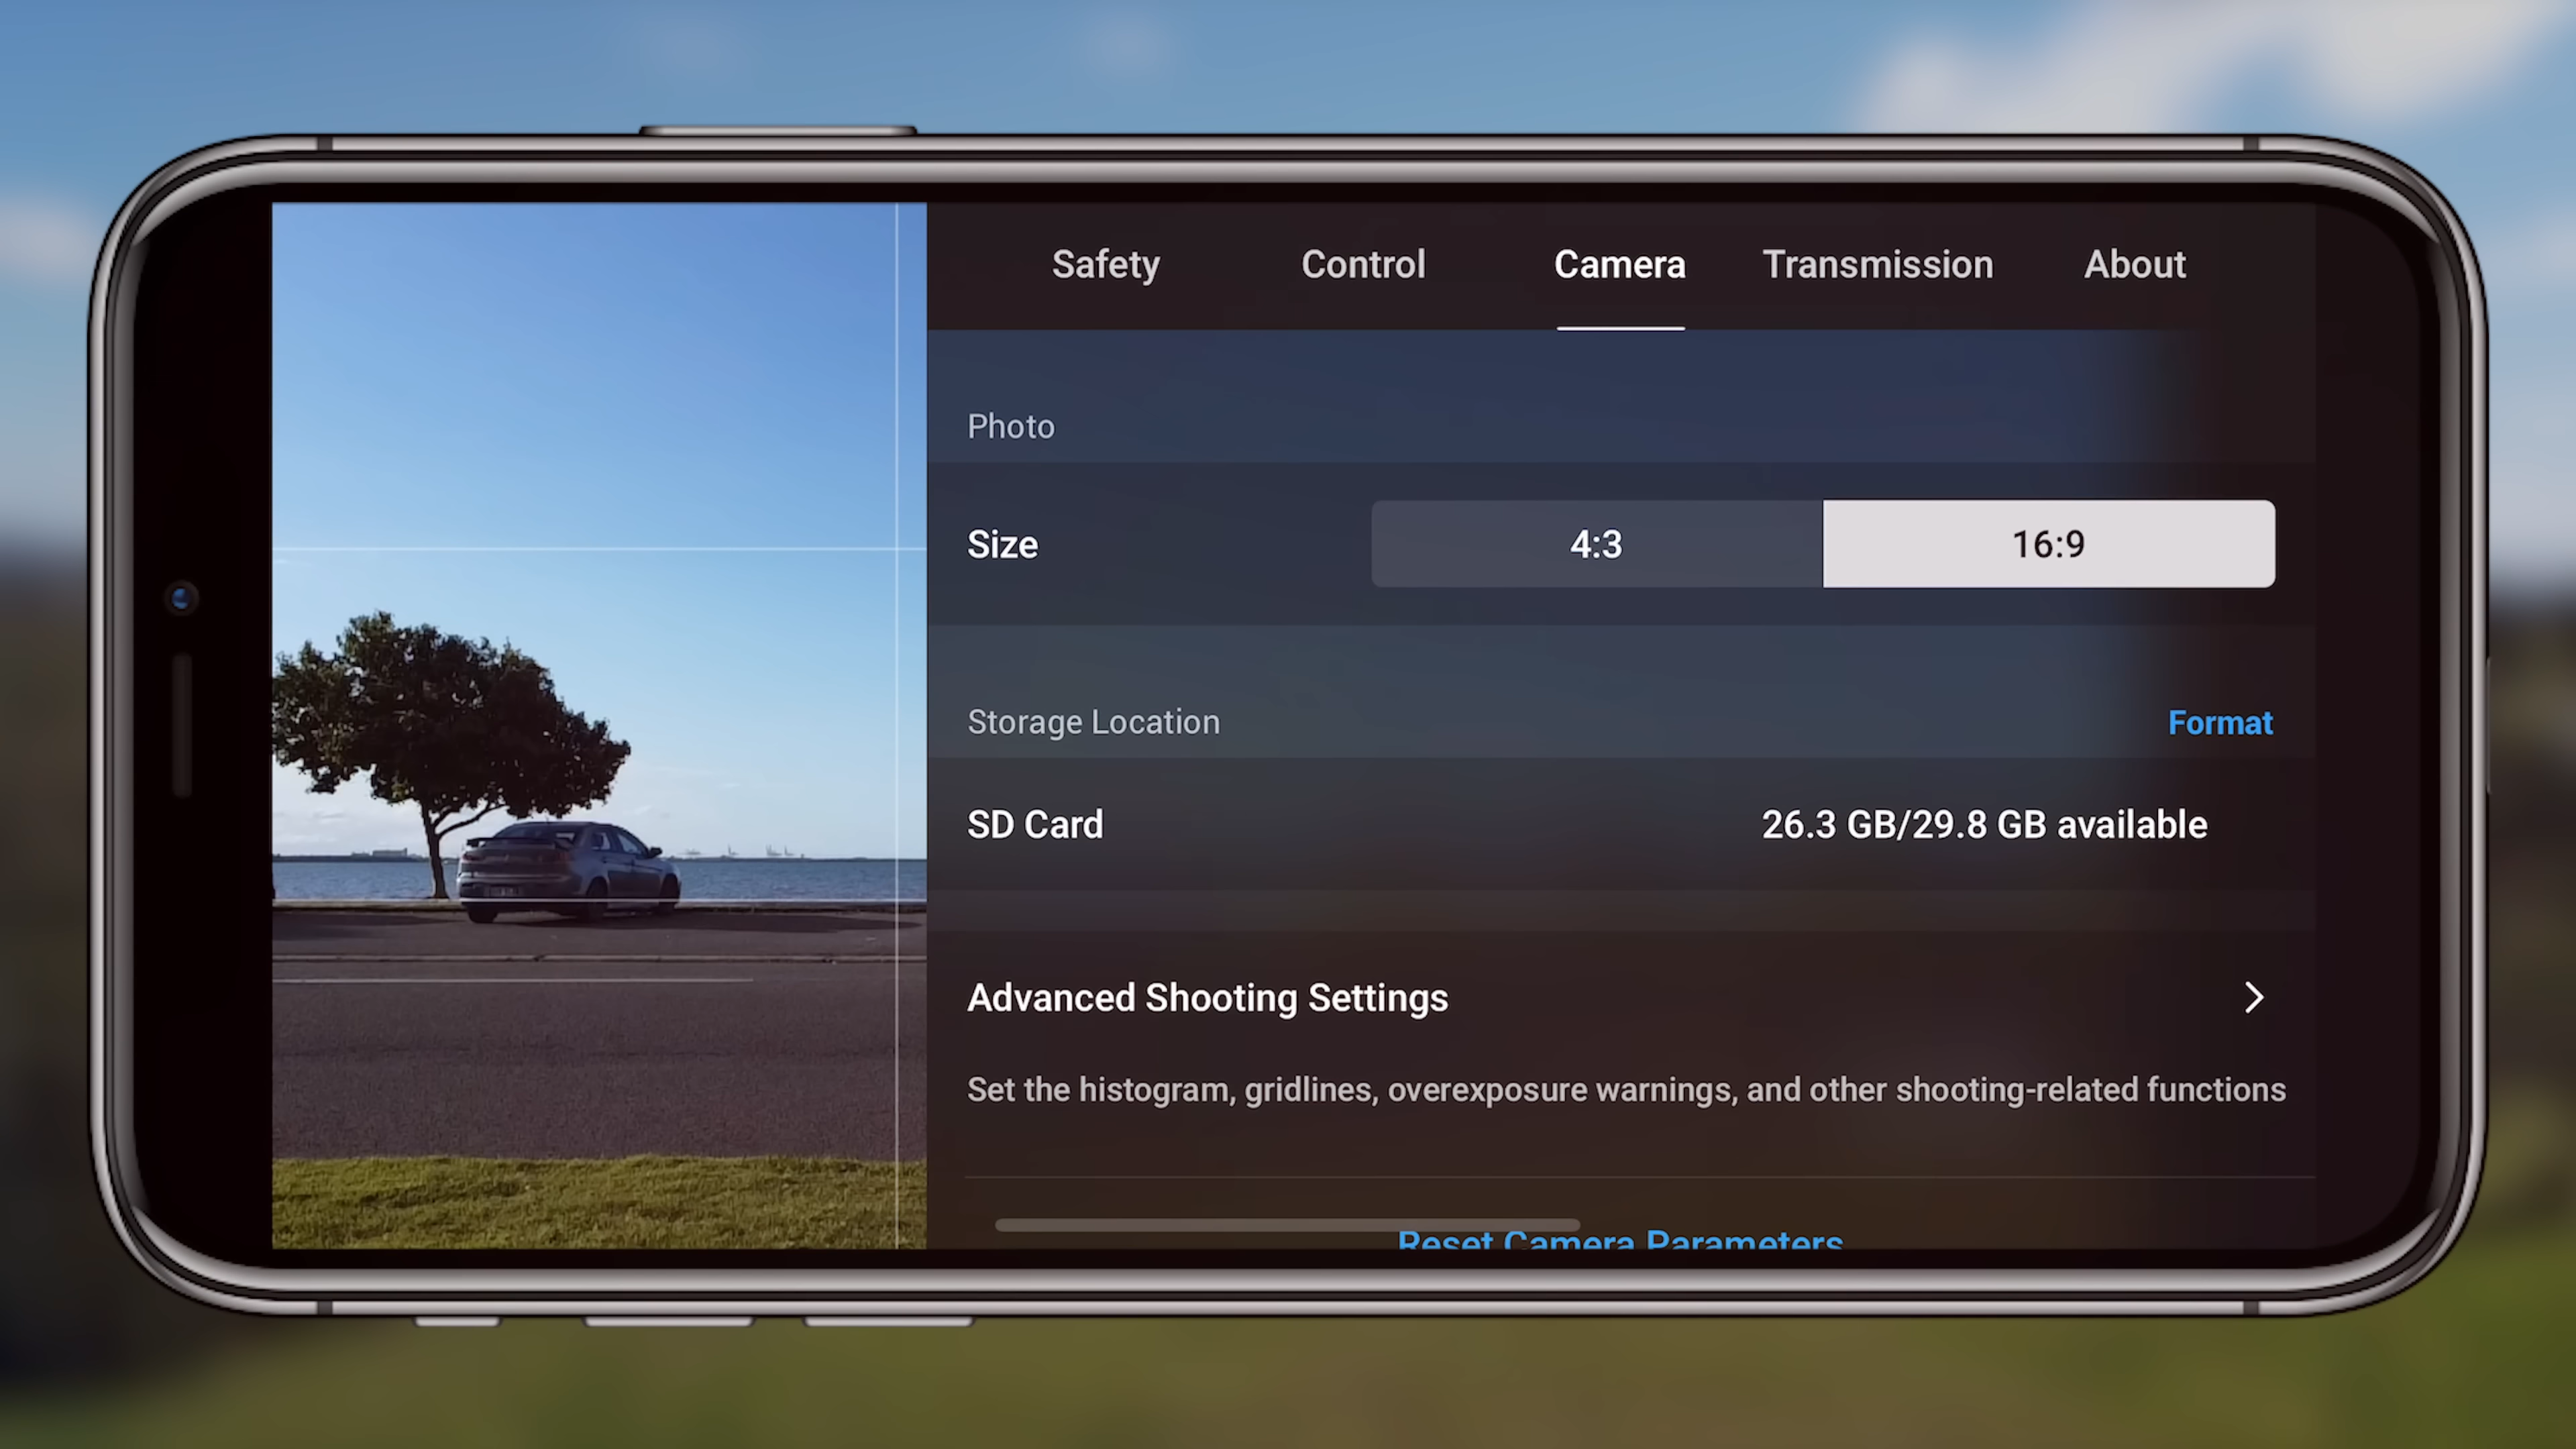 Safety Control Camera Transmission About
Photo
Size 4:3 16:9
Storage Location Format
SD Card 26.3 GB/29.8 GB available
Advanced Shooting Settings
Set the histogram, gridlines, overexposure warnings, and other shooting-related functions
Reset Camera Parameters